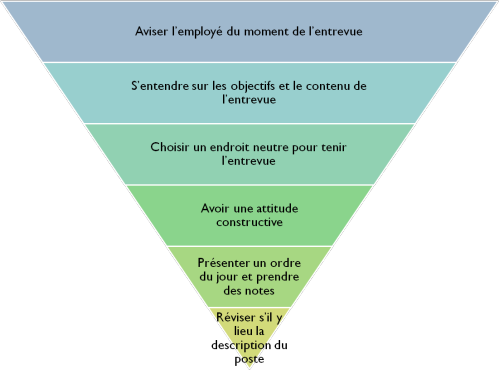 Aviser l'employé du moment de l'entrevue
S'entendre sur les objectifs et le contenu de
l'entrevue
Choisir un endroit neutre pour tenir
l'entrevue
Avoir une attitude
constructive
Présenter un ordre
du jour et prendre
des notes
Réviser s'il y
lieu la
description du
poste